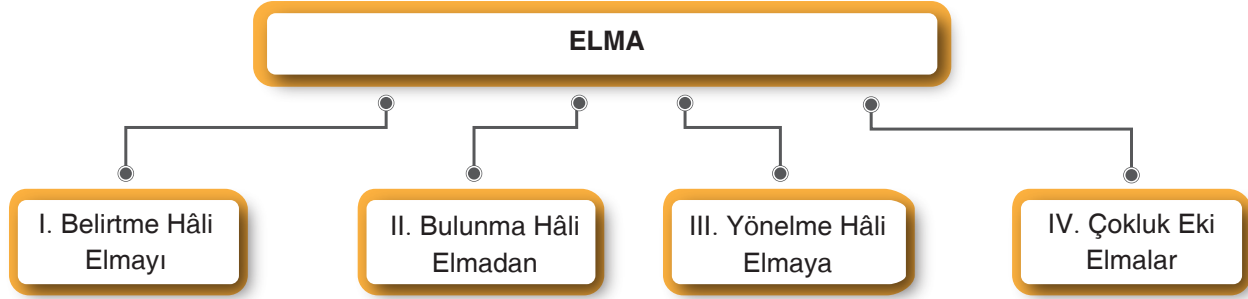 ELMA
I. Belirtme Hâli
Elmayı
II. Bulunma Hâli
Elmadan
III. Yönelme Hâli
Elmaya
IV. Çokluk Eki
Elmalar